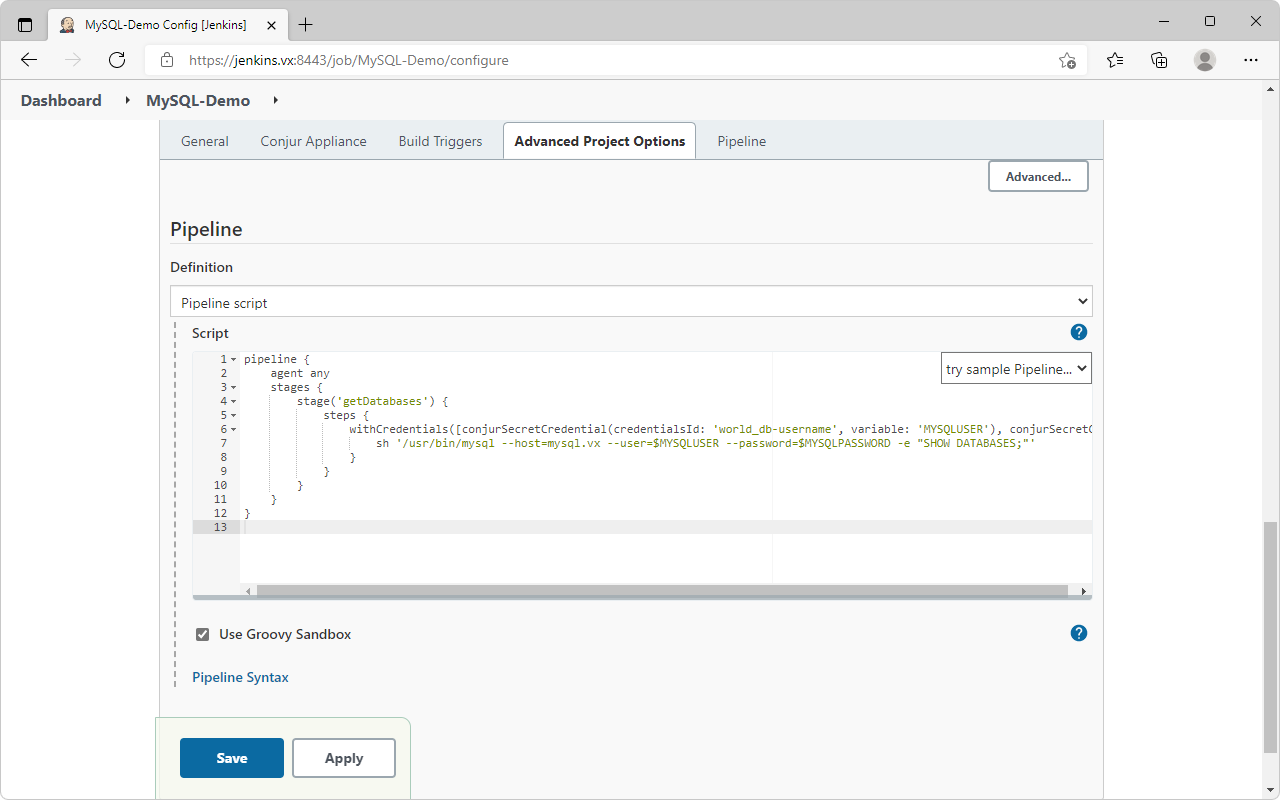 MySQL-Demo Config [Jenkins]
https://jenkins.vx:8443/job/MySQL-Demo/configure
Dashboard MySQL-Demo
General Conjur Appliance Build Triggers Advanced Project Options Pipeline
Advanced...
Pipeline
Definition
Pipeline script
Script
?
try sample Pipeline...
1 pipeline {
2 agent any
3 stages {
4 stage('getDatabases') {
5 steps {
6 withCredentials([conjurSecretCredential(credentialsId: 'world_db-username', variable: 'MYSQLUSER'), conjurSecretC
7 sh '/usr/bin/mysql --host=mysql.vx --user=$MYSQLUSER --password=$MYSQLPASSWORD -e "SHOW DATABASES;"'
8 }
9 }
10 }
11 }
12 }
13
Use Groovy Sandbox
?
Pipeline Syntax
Save Apply